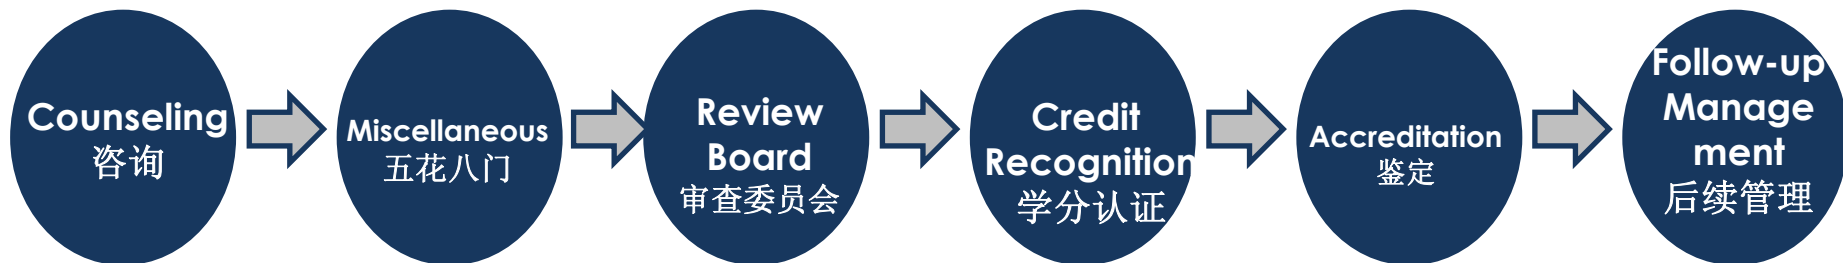 Counseling
咨询
Miscellaneous
五花八门
Review
Board
审查委员会
Credit
Recognition
学分认证
Accreditation
鉴定
Follow-up
Manage
ment
后续管理